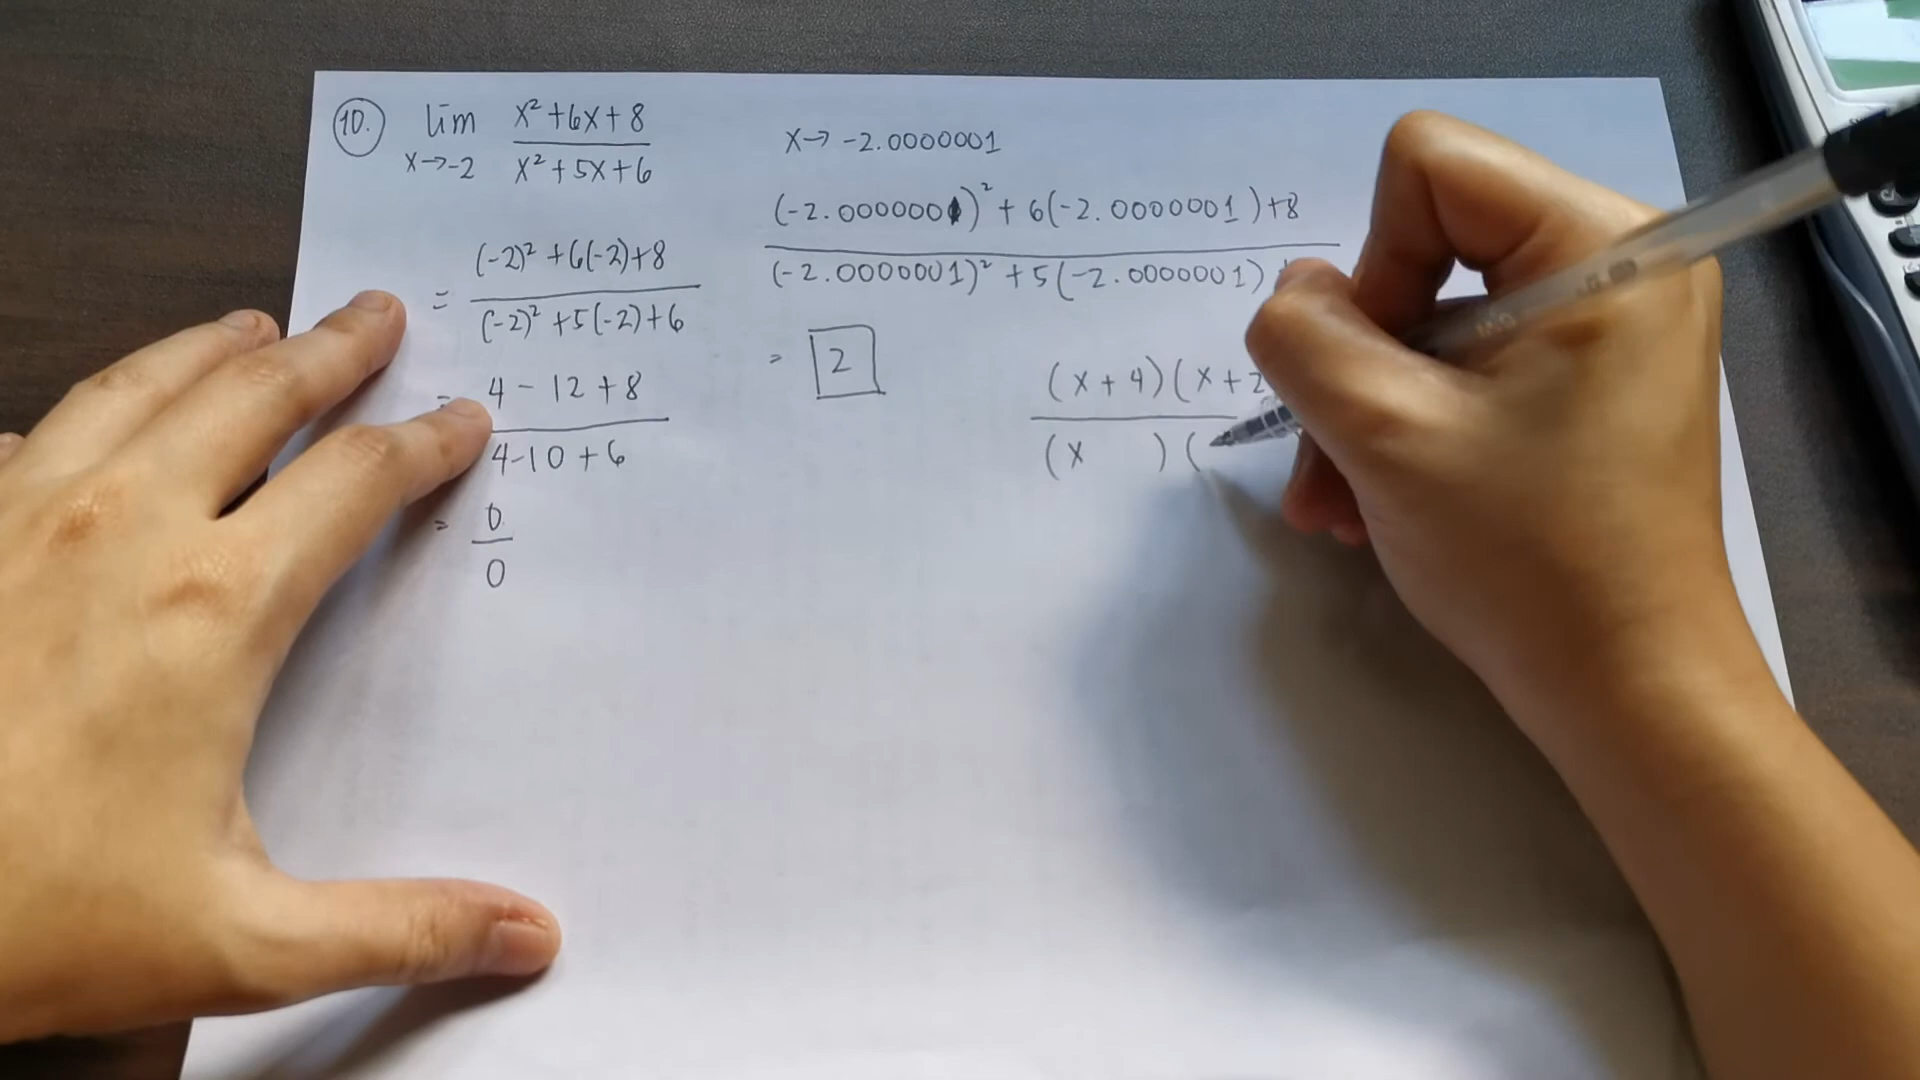 10. lim x²+6x+8
x→-2 x²+5x+6
= (-2)²+6(-2)+8
(-2)²+5(-2)+6
= 4-12+8
4-10+6
= 0
0
x→ -2.0000001
(-2.0000001)² + 6(-2.0000001)+8
(-2.0000001)² + 5(-2.0000001)
= 2
(x+4)(x+2
(x )(